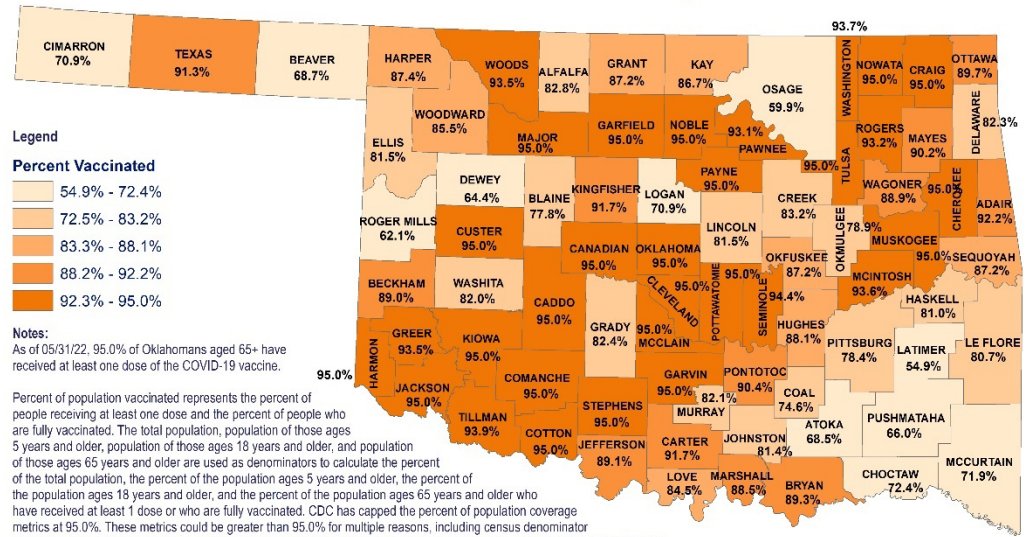 93.7%
CIMARRON
70.9%
TEXAS
91.3%
BEAVER
68.7%
HARPER
87.4%
WOODS
93.5%
ALFALFA
82.8%
GRANT
87.2%
KAY
86.7%
OSAGE
59.9%
WASHINGTON
NOWATA
95.0%
CRAIG
95.0%
OTTAWA
89.7%
DELAWARE
82.3%
WOODWARD
85.5%
ELLIS
81.5%
MAJOR
95.0%
GARFIELD
95.0%
NOBLE
95.0%
93.1%
PAWNEE
95.0%
TULSA
ROGERS
93.2%
MAYES
90.2%
DEWEY
64.4%
BLAINE
77.8%
KINGFISHER
91.7%
LOGAN
70.9%
PAYNE
95.0%
CREEK
83.2%
WAGONER
88.9%
95.0%
CHEROKEE
ADAIR
92.2%
ROGER MILLS
62.1%
CUSTER
95.0%
CANADIAN
95.0%
OKLAHOMA
95.0%
LINCOLN
81.5%
OKFUSKEE
87.2%
OKMULGEE
78.9%
MUSKOGEE
95.0%
SEQUOYAH
87.2%
BECKHAM
89.0%
WASHITA
82.0%
CADDO
95.0%
GRADY
82.4%
95.0%
CLEVELAND
POTTAWATOMIE
95.0%
SEMINOLE
94.4%
MCINTOSH
93.6%
HASKELL
81.0%
HUGHES
88.1%
PITTSBURG
78.4%
LATIMER
54.9%
LE FLORE
80.7%
95.0%
HARMON
GREER
93.5%
KIOWA
95.0%
95.0%
MCCLAIN
JACKSON
95.0%
COMANCHE
95.0%
GARVIN
95.0%
PONTOTOC
90.4%
COAL
74.6%
TILLMAN
93.9%
COTTON
95.0%
STEPHENS
95.0%
82.1%
MURRAY
JOHNSTON
81.4%
ATOKA
68.5%
PUSHMATAHA
66.0%
JEFFERSON
89.1%
CARTER
91.7%
LOVE
84.5%
MARSHALL
88.5%
BRYAN
89.3%
CHOCTAW
72.4%
MCCURTAIN
71.9%
Legend
Percent Vaccinated
54.9% - 72.4%
72.5% - 83.2%
83.3% - 88.1%
88.2% - 92.2%
92.3% - 95.0%
Notes:
As of 05/31/22, 95.0% of Oklahomans aged 65+ have
received at least one dose of the COVID-19 vaccine.
Percent of population vaccinated represents the percent of
people receiving at least one dose and the percent of people who
are fully vaccinated. The total population, population of those ages
5 years and older, population of those ages 18 years and older, and population
of those ages 65 years and older are used as denominators to calculate the percent
of the total population, the percent of the population ages 5 years and older, the percent of
the population ages 18 years and older, and the percent of the population ages 65 years and older who
have received at least 1 dose or who are fully vaccinated. CDC has capped the percent of population coverage
metrics at 95.0%. These metrics could be greater than 95.0% for multiple reasons, including census denominator